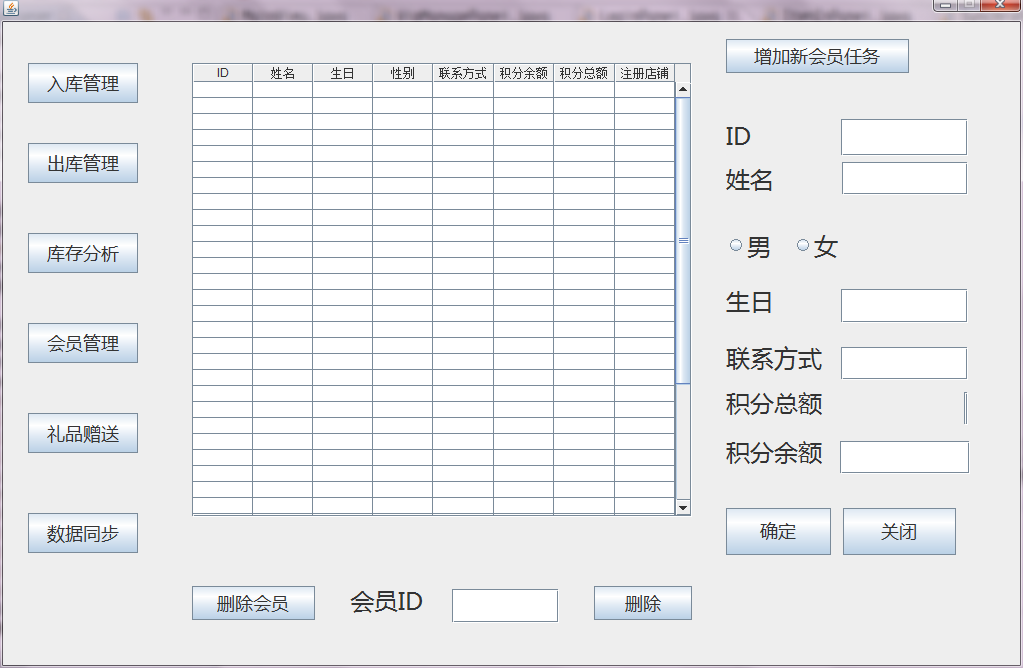 入库管理
出库管理
库存分析
会员管理
礼品赠送
数据同步
ID 姓名 生日 性别 联系方式 积分余额 积分总额 注册店铺
增加新会员任务
ID
姓名
男 女
生日
联系方式
积分总额
积分余额
确定 关闭
删除会员 会员ID 删除